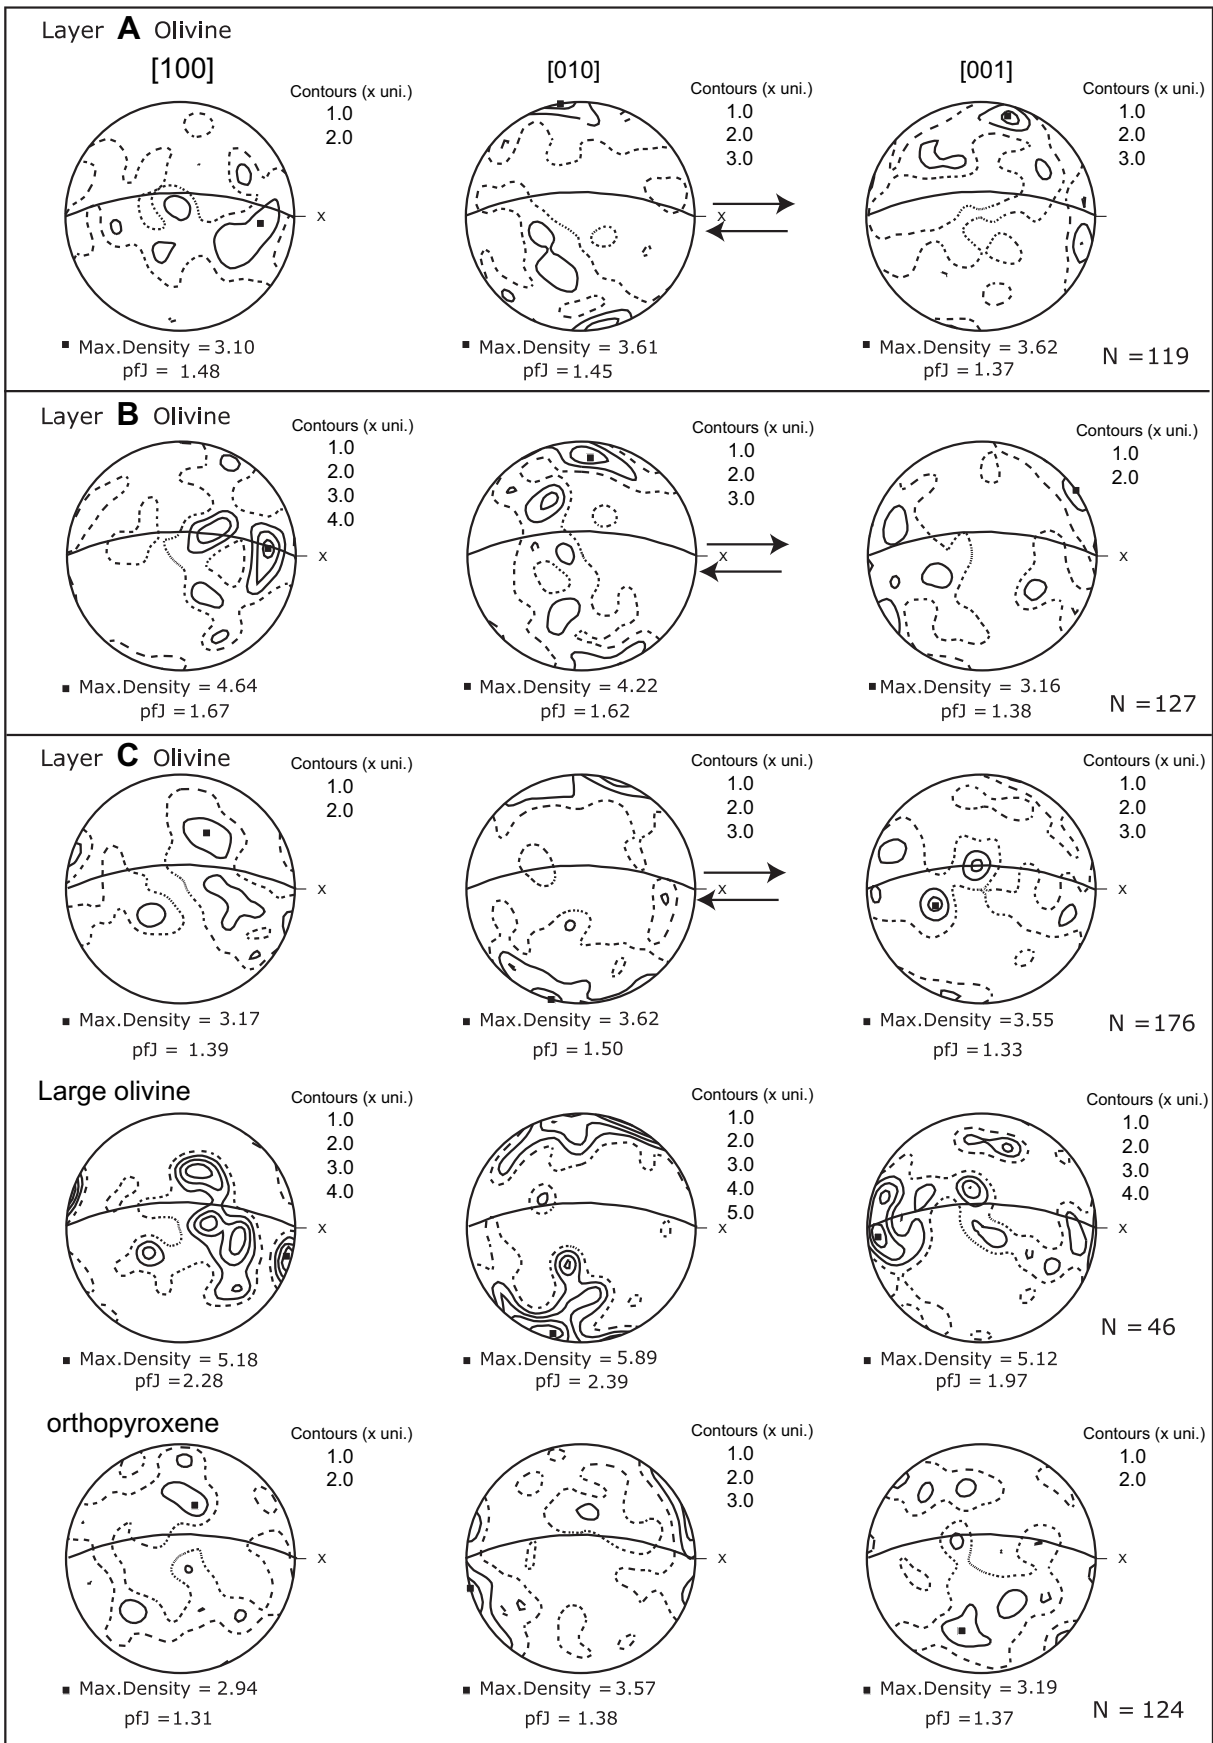 Layer A Olivine
[100]
[010]
[001]
Contours (x uni.)
1.0
2.0
Contours (x uni.)
1.0
2.0
3.0
Contours (x uni.)
1.0
2.0
3.0
x
x
x
Max.Density = 3.10
pfJ = 1.48
Max.Density = 3.61
pfJ = 1.45
Max.Density = 3.62
pfJ = 1.37
N = 119
Layer B Olivine
Contours (x uni.)
1.0
2.0
3.0
4.0
Contours (x uni.)
1.0
2.0
3.0
Contours (x uni.)
1.0
2.0
x
x
x
Max.Density = 4.64
pfJ = 1.67
Max.Density = 4.22
pfJ = 1.62
Max.Density = 3.16
pfJ = 1.38
N = 127
Layer C Olivine
Contours (x uni.)
1.0
2.0
Contours (x uni.)
1.0
2.0
3.0
Contours (x uni.)
1.0
2.0
3.0
x
x
x
Max.Density = 3.17
pfJ = 1.39
Max.Density = 3.62
pfJ = 1.50
Max.Density = 3.55
pfJ = 1.33
N = 176
Large olivine
Contours (x uni.)
1.0
2.0
3.0
4.0
Contours (x uni.)
1.0
2.0
3.0
4.0
5.0
Contours (x uni.)
1.0
2.0
3.0
4.0
x
x
x
Max.Density = 5.18
pfJ = 2.28
Max.Density = 5.89
pfJ = 2.39
Max.Density = 5.12
pfJ = 1.97
N = 46
orthopyroxene
Contours (x uni.)
1.0
2.0
Contours (x uni.)
1.0
2.0
3.0
Contours (x uni.)
1.0
2.0
x
x
x
Max.Density = 2.94
pfJ = 1.31
Max.Density = 3.57
pfJ = 1.38
Max.Density = 3.19
pfJ = 1.37
N = 124